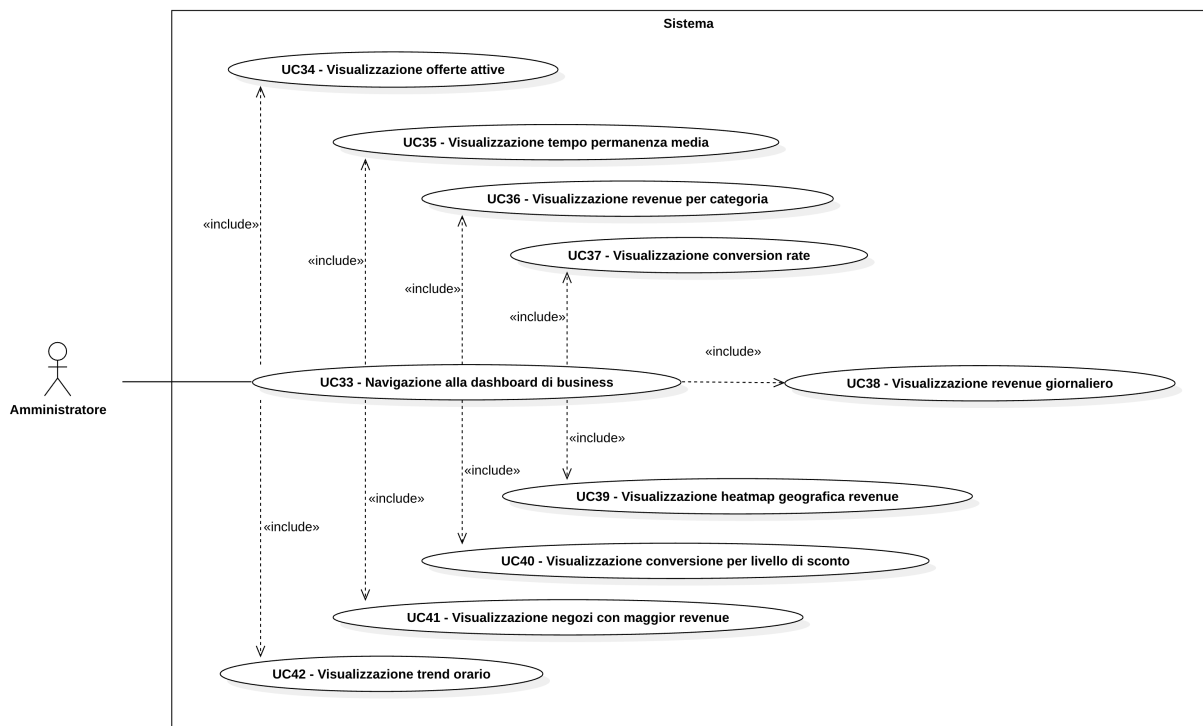 Sistema
UC34 - Visualizzazione offerte attive
UC35 - Visualizzazione tempo permanenza media
UC36 - Visualizzazione revenue per categoria
«include»
UC37 - Visualizzazione conversion rate
«include»
«include»
«include»
«include»
UC33 - Navigazione alla dashboard di business
UC38 - Visualizzazione revenue giornaliero
Amministratore
«include»
«include»
UC39 - Visualizzazione heatmap geografica revenue
«include»
«include»
UC40 - Visualizzazione conversione per livello di sconto
UC41 - Visualizzazione negozi con maggior revenue
UC42 - Visualizzazione trend orario